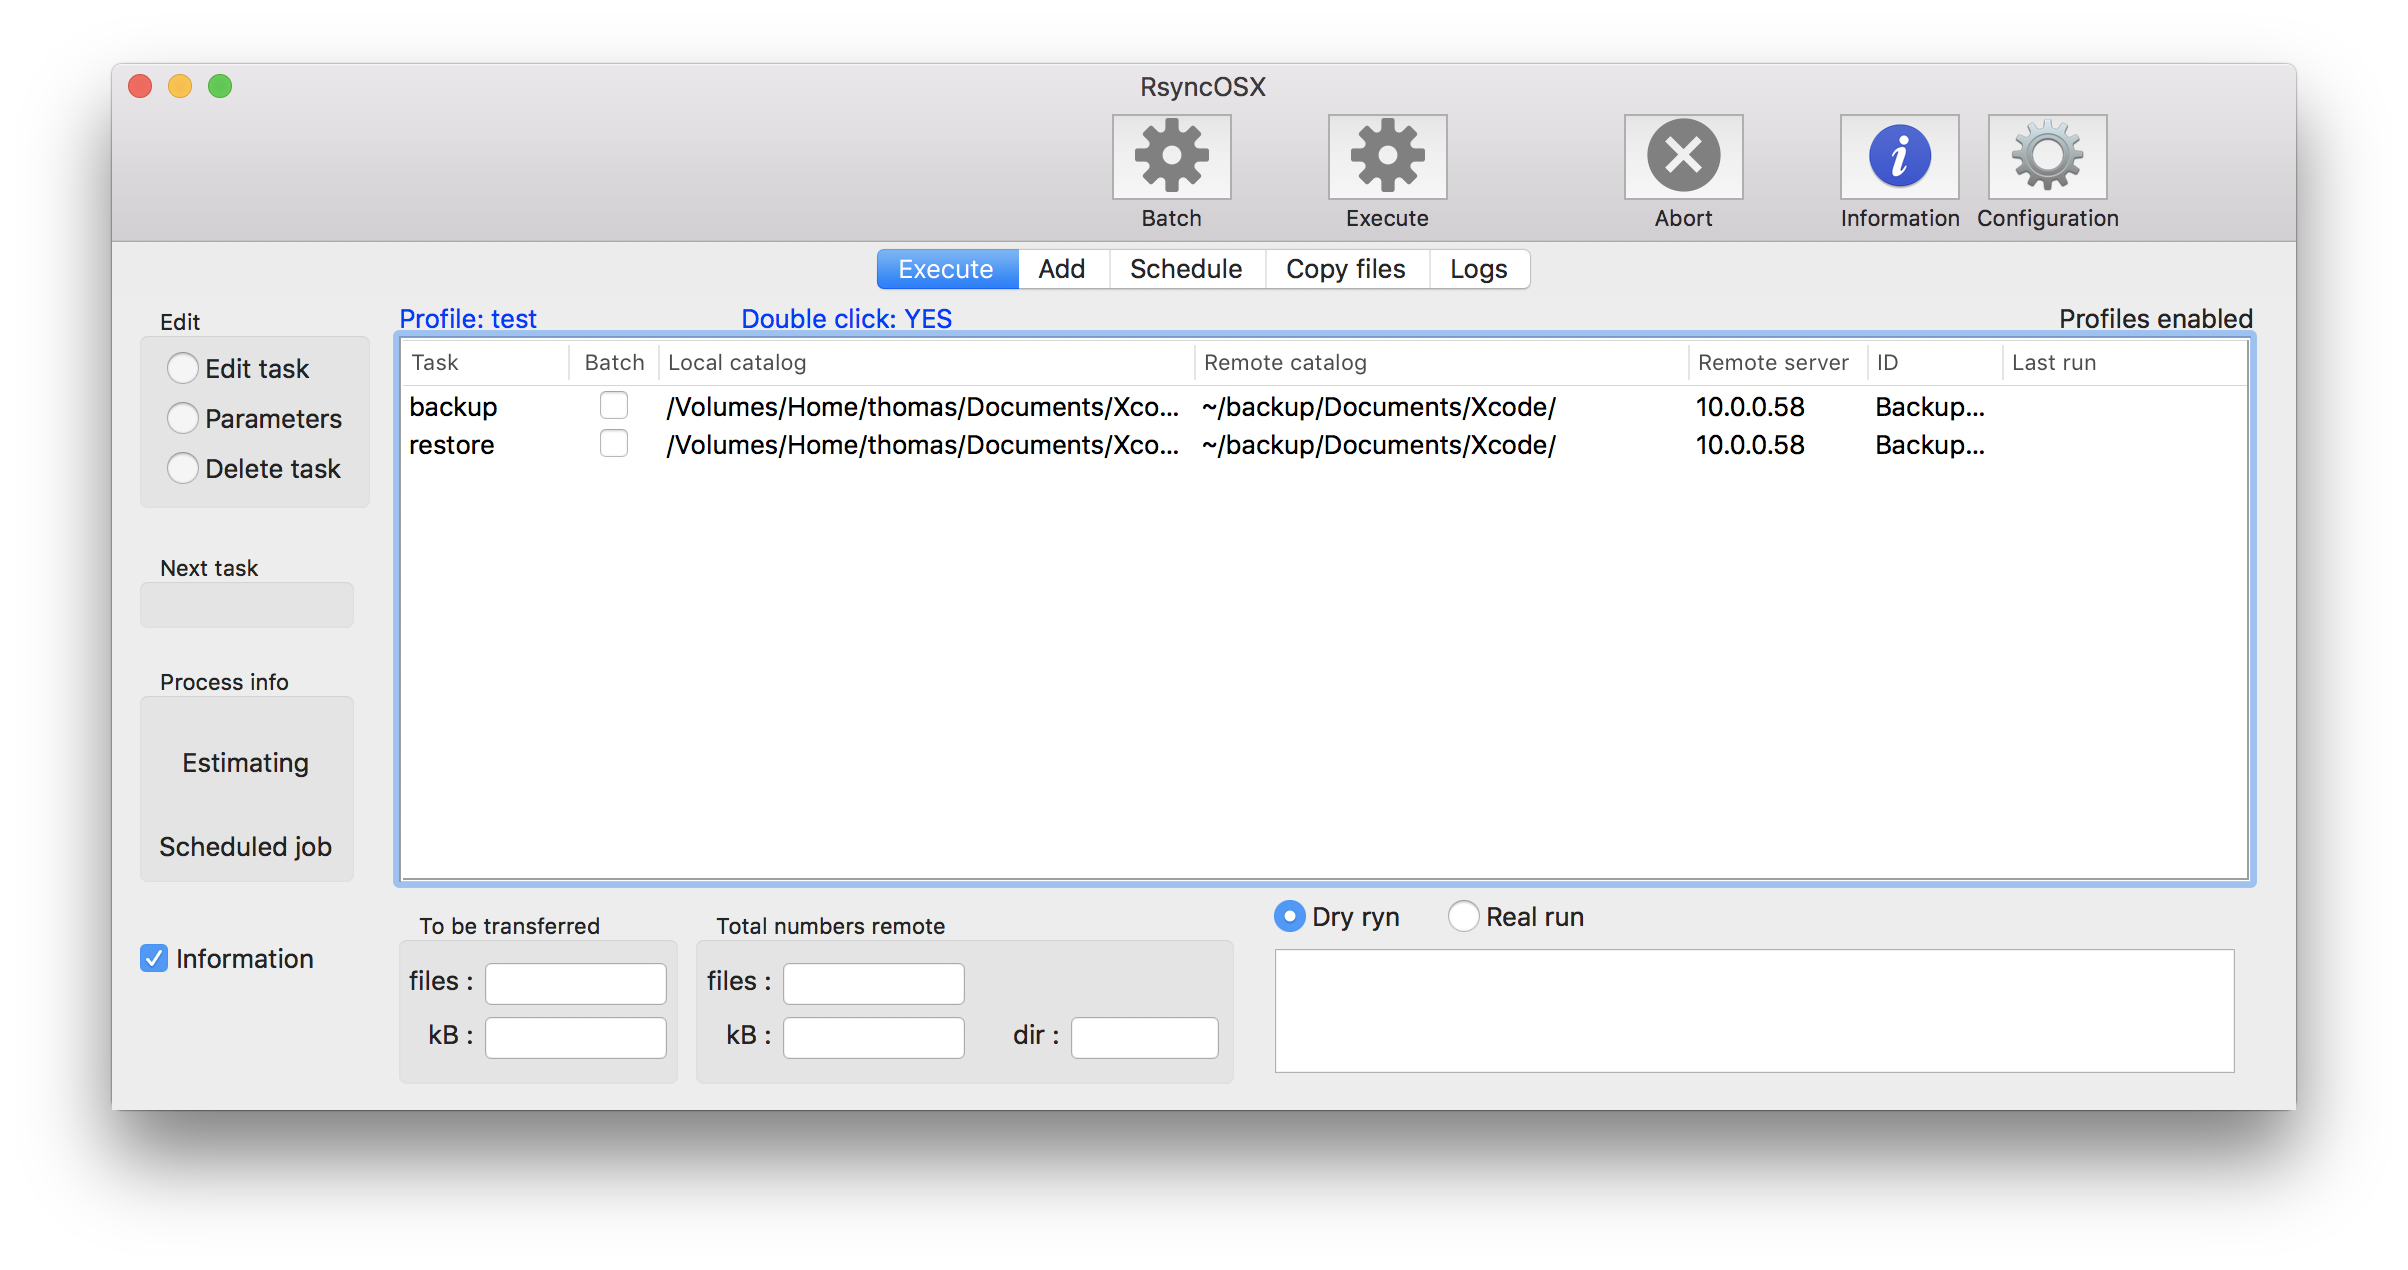 RsyncOSX
Batch Execute Abort Information Configuration
Execute Add Schedule Copy files Logs
Edit
Edit task
Parameters
Delete task
Next task
Process info
Estimating
Scheduled job
Information
Profile: test Double click: YES Profiles enabled
Task Batch Local catalog Remote catalog Remote server ID Last run
backup /Volumes/Home/thomas/Documents/Xco... ~/backup/Documents/Xcode/ 10.0.0.58 Backup...
restore /Volumes/Home/thomas/Documents/Xco... ~/backup/Documents/Xcode/ 10.0.0.58 Backup...
To be transferred
files :
kB :
Total numbers remote
files :
kB : dir :
Dry ryn Real run